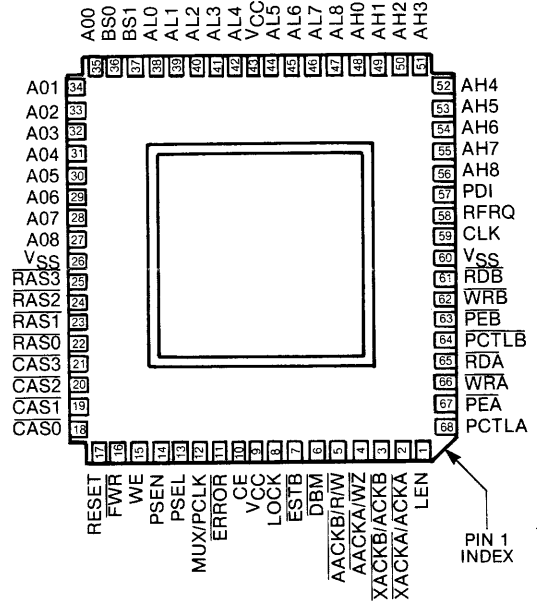 A00 BS0 BS1 AL0 AL1 AL2 AL3 AL4 VCC AL5 AL6 AL7 AL8 AH0 AH1 AH2 AH3
35 36 37 38 39 40 41 42 43 44 45 46 47 48 49 50 51
A01 34
A02 33
A03 32
A04 31
A05 30
A06 29
A07 28
A08 27
VSS 26
RAS3 25
RAS2 24
RAS1 23
RAS0 22
CAS3 21
CAS2 20
CAS1 19
CAS0 18
52 AH4
53 AH5
54 AH6
55 AH7
56 AH8
57 PDI
58 RFRQ
59 CLK
60 VSS
61 RDB
62 WRB
63 PEB
64 PCTLB
65 RDA
66 WRA
67 PEA
68 PCTLA
17 16 15 14 13 12 11 10 9 8 7 6 5 4 3 2 1
RESET
FWR
WE
PSEN
PSEL
MUX/PCLK
ERROR
CE
VCC
LOCK
ESTB
DBM
AACKB/R/W
AACKA/WZ
XACKB/ACKB
XACKA/ACKA
LEN
PIN 1
INDEX